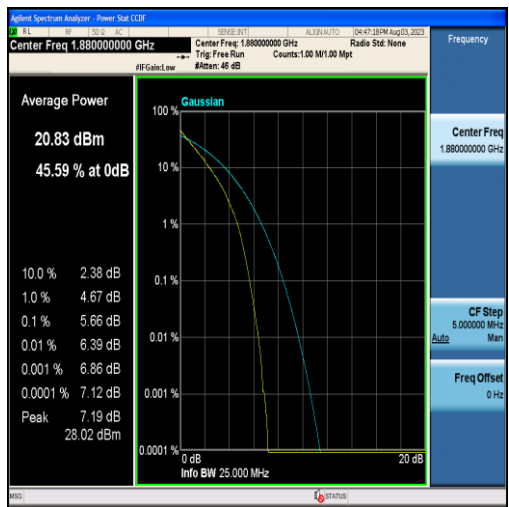 Agilent Spectrum Analyzer - Power Stat CCDF
RL RF 50 Ω AC SENSE:INT ALIGN AUTO 04:47:18PM Aug 03, 2023
Center Freq 1.880000000 GHz
Center Freq: 1.880000000 GHz Radio Std: None
Trig: Free Run Counts:1.00 M/1.00 Mpt
#IFGain:Low #Atten: 46 dB
Frequency
Average Power
20.83 dBm
45.59 % at 0dB
10.0 % 2.38 dB
1.0 % 4.67 dB
0.1 % 5.66 dB
0.01 % 6.39 dB
0.001 % 6.86 dB
0.0001 % 7.12 dB
Peak 7.19 dB
28.02 dBm
Gaussian
100 %
10 %
1 %
0.1 %
0.01 %
0.001 %
0.0001 %
0 dB 20 dB
Info BW 25.000 MHz
Center Freq
1.880000000 GHz
CF Step
5.000000 MHz
Auto Man
Freq Offset
0 Hz
MSG STATUS